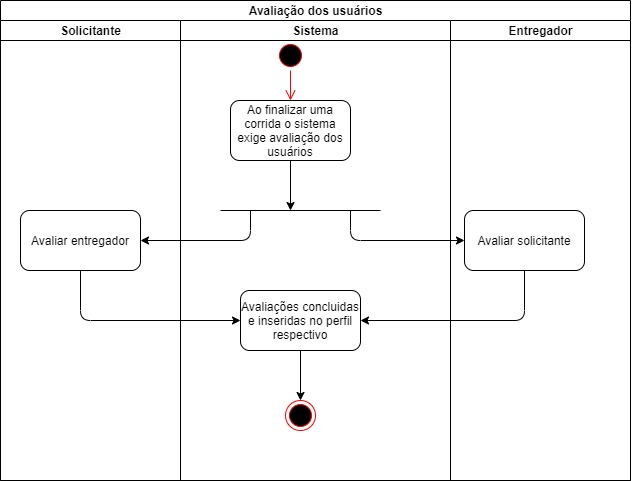 Avaliação dos usuários
Solicitante
Sistema
Entregador
Ao finalizar uma
corrida o sistema
exige avaliação dos
usuários
Avaliar entregador
Avaliar solicitante
Avaliações concluidas
e inseridas no perfil
respectivo